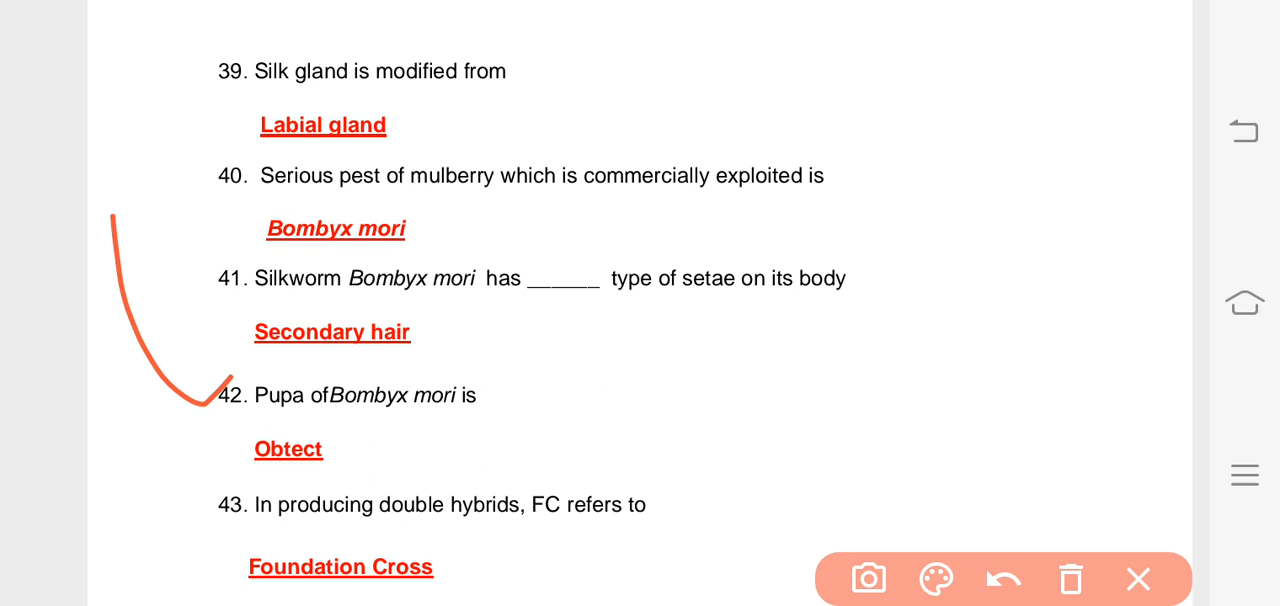 39. Silk gland is modified from
Labial gland
40. Serious pest of mulberry which is commercially exploited is
Bombyx mori
41. Silkworm Bombyx mori has ______ type of setae on its body
Secondary hair
42. Pupa ofBombyx mori is
Obtect
43. In producing double hybrids, FC refers to
Foundation Cross